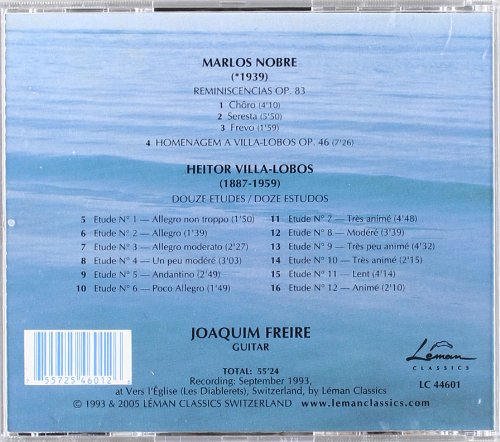 MARLOS NOBRE
(*1939)
REMINISCENCIAS OP. 83
1 Chôro (4'10)
2 Seresta (5'50)
3 Frevo (1'59)
4 HOMENAGEM A VILLA-LOBOS OP. 46 (7'26)
HEITOR VILLA-LOBOS
(1887-1959)
DOUZE ETUDES / DOZE ESTUDOS
5 Etude N° 1 — Allegro non troppo (1'50)
6 Etude N° 2 — Allegro (1'39)
7 Etude N° 3 — Allegro moderato (2'27)
8 Etude N° 4 — Un peu modéré (3'03)
9 Etude N° 5 — Andantino (2'49)
10 Etude N° 6 — Poco Allegro (1'49)
11 Etude N° 7 — Très animé (4'48)
12 Etude N° 8 — Modéré (3'39)
13 Etude N° 9 — Très peu animé (4'32)
14 Etude N° 10 — Très animé (2'15)
15 Etude N° 11 — Lent (4'14)
16 Etude N° 12 — Animé (2'10)
JOAQUIM FREIRE
GUITAR
7 55725 46012
Léman
CLASSICS
LC 44601
TOTAL: 55'24
Recording: September 1993,
at Vers l'Église (Les Diablerets), Switzerland, by Léman Classics
© 1993 & 2005 LÉMAN CLASSICS SWITZERLAND www.lemanclassics.com